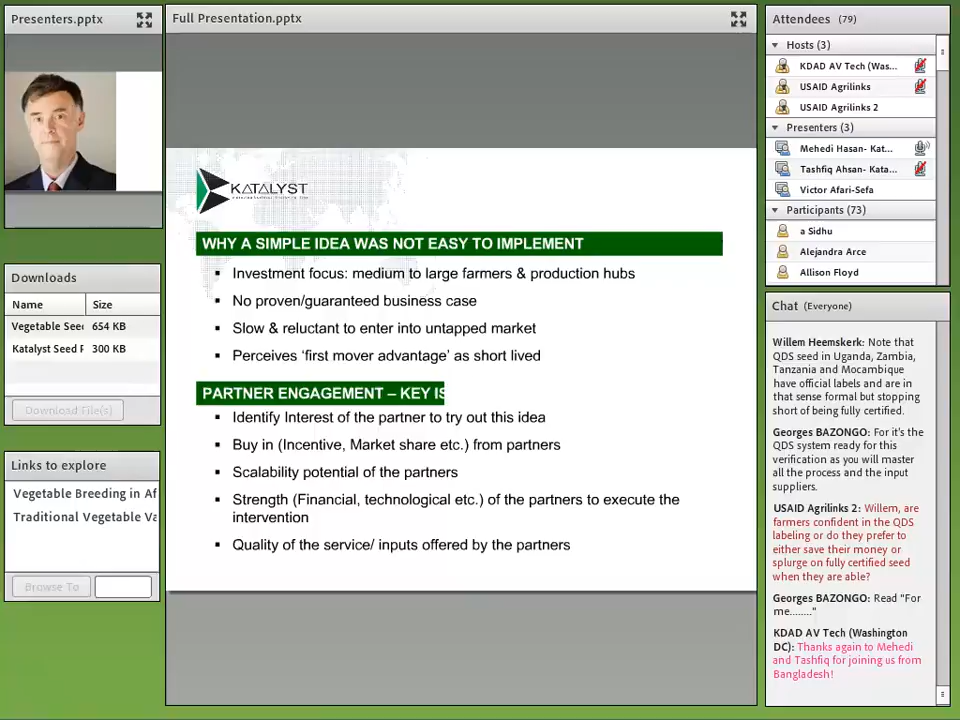 Presenters.pptx
Full Presentation.pptx
KATALYST
WHY A SIMPLE IDEA WAS NOT EASY TO IMPLEMENT
Investment focus: medium to large farmers & production hubs
No proven/guaranteed business case
Slow & reluctant to enter into untapped market
Perceives ‘first mover advantage’ as short lived
PARTNER ENGAGEMENT – KEY IS
Identify Interest of the partner to try out this idea
Buy in (Incentive, Market share etc.) from partners
Scalability potential of the partners
Strength (Financial, technological etc.) of the partners to execute the
intervention
Quality of the service/ inputs offered by the partners
Downloads
Name Size
Vegetable See 654 KB
Katalyst Seed F 300 KB
Download File(s)
Links to explore
Vegetable Breeding in Af
Traditional Vegetable Va
Browse To
Attendees (79)
Hosts (3)
KDAD AV Tech (Was...
USAID Agrilinks
USAID Agrilinks 2
Presenters (3)
Mehedi Hasan- Kat...
Tashfiq Ahsan- Kata...
Victor Afari-Sefa
Participants (73)
a Sidhu
Alejandra Arce
Allison Floyd
Chat (Everyone)
Willem Heemskerk: Note that
QDS seed in Uganda, Zambia,
Tanzania and Mocambique
have official labels and are in
that sense formal but stopping
short of being fully certified.
Georges BAZONGO: For it's the
QDS system ready for this
verification as you will master
all the process and the input
suppliers.
USAID Agrilinks 2: Willem, are
farmers confident in the QDS
labeling or do they prefer to
either save their money or
splurge on fully certified seed
when they are able?
Georges BAZONGO: Read "For
me........"
KDAD AV Tech (Washington
DC): Thanks again to Mehedi
and Tashfiq for joining us from
Bangladesh!